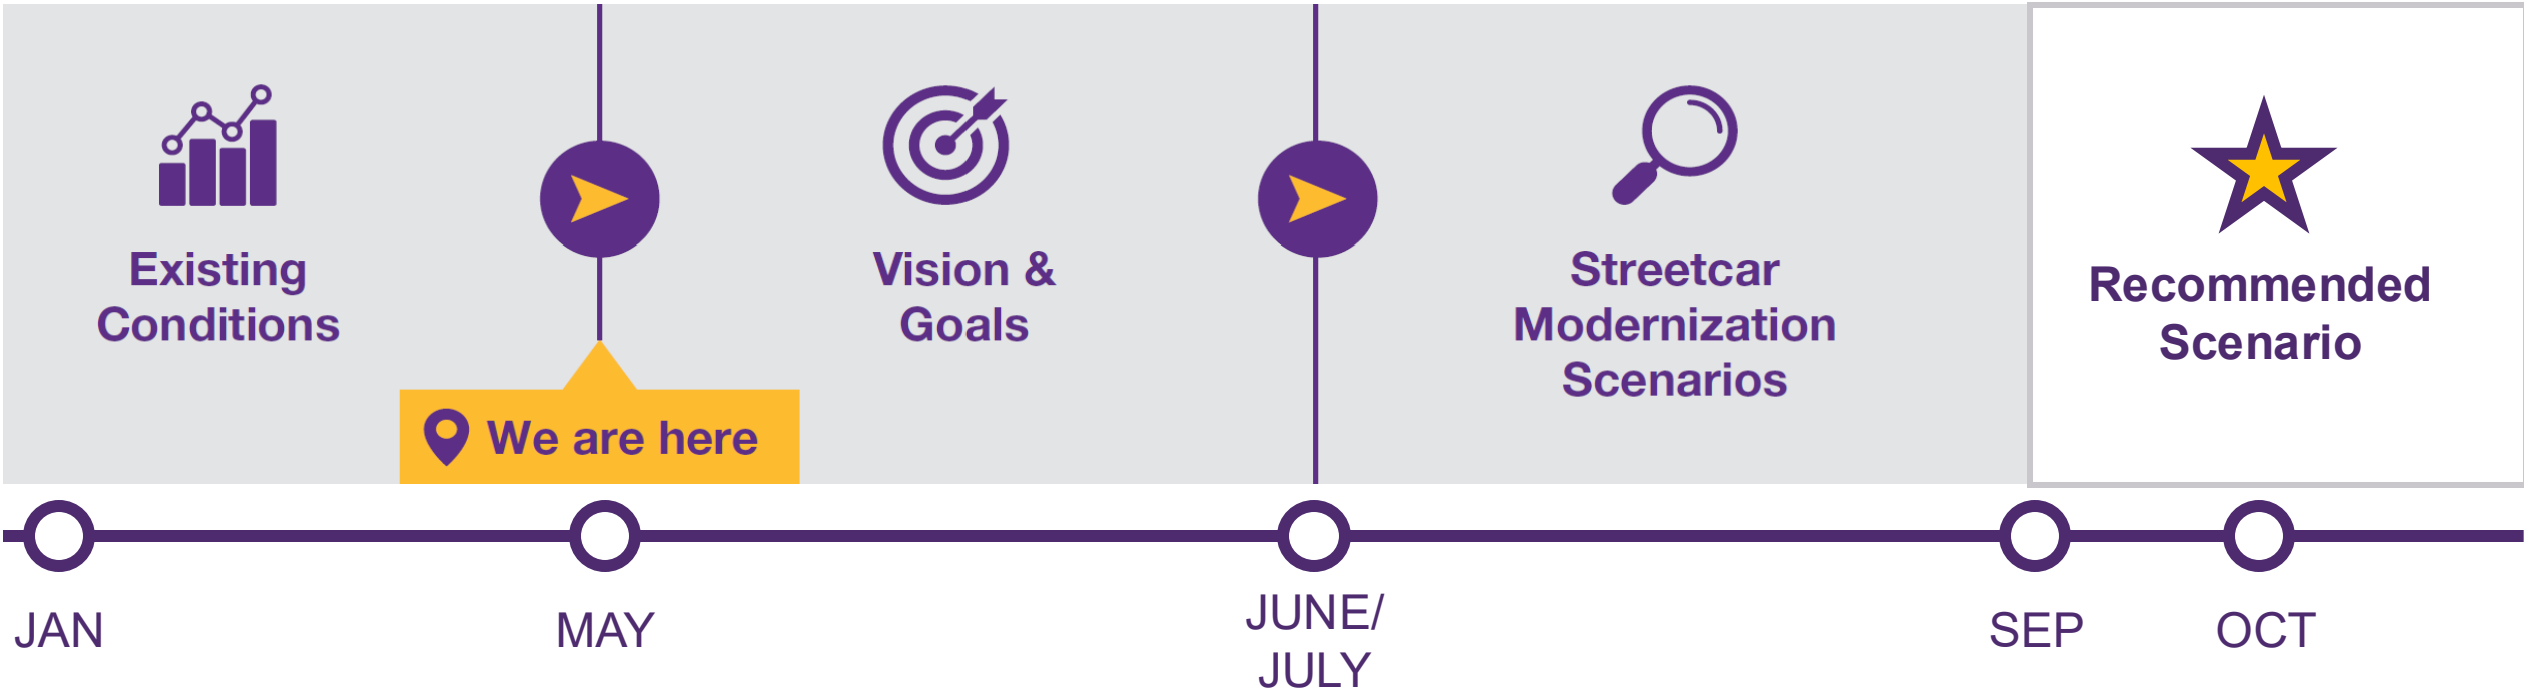 Existing
Conditions
We are here
Vision &
Goals
Streetcar
Modernization
Scenarios
Recommended
Scenario
JAN
MAY
JUNE/
JULY
SEP
OCT